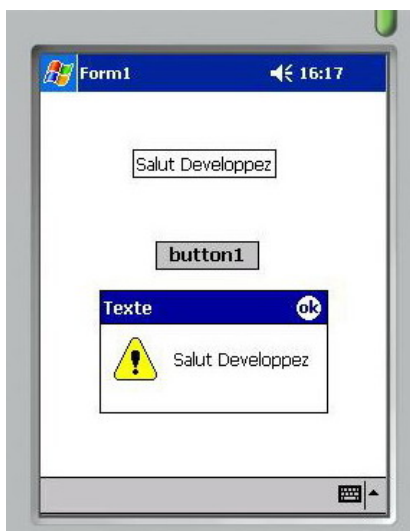 Form1 16:17
Salut Developpez
button1
Texte ok
Salut Developpez